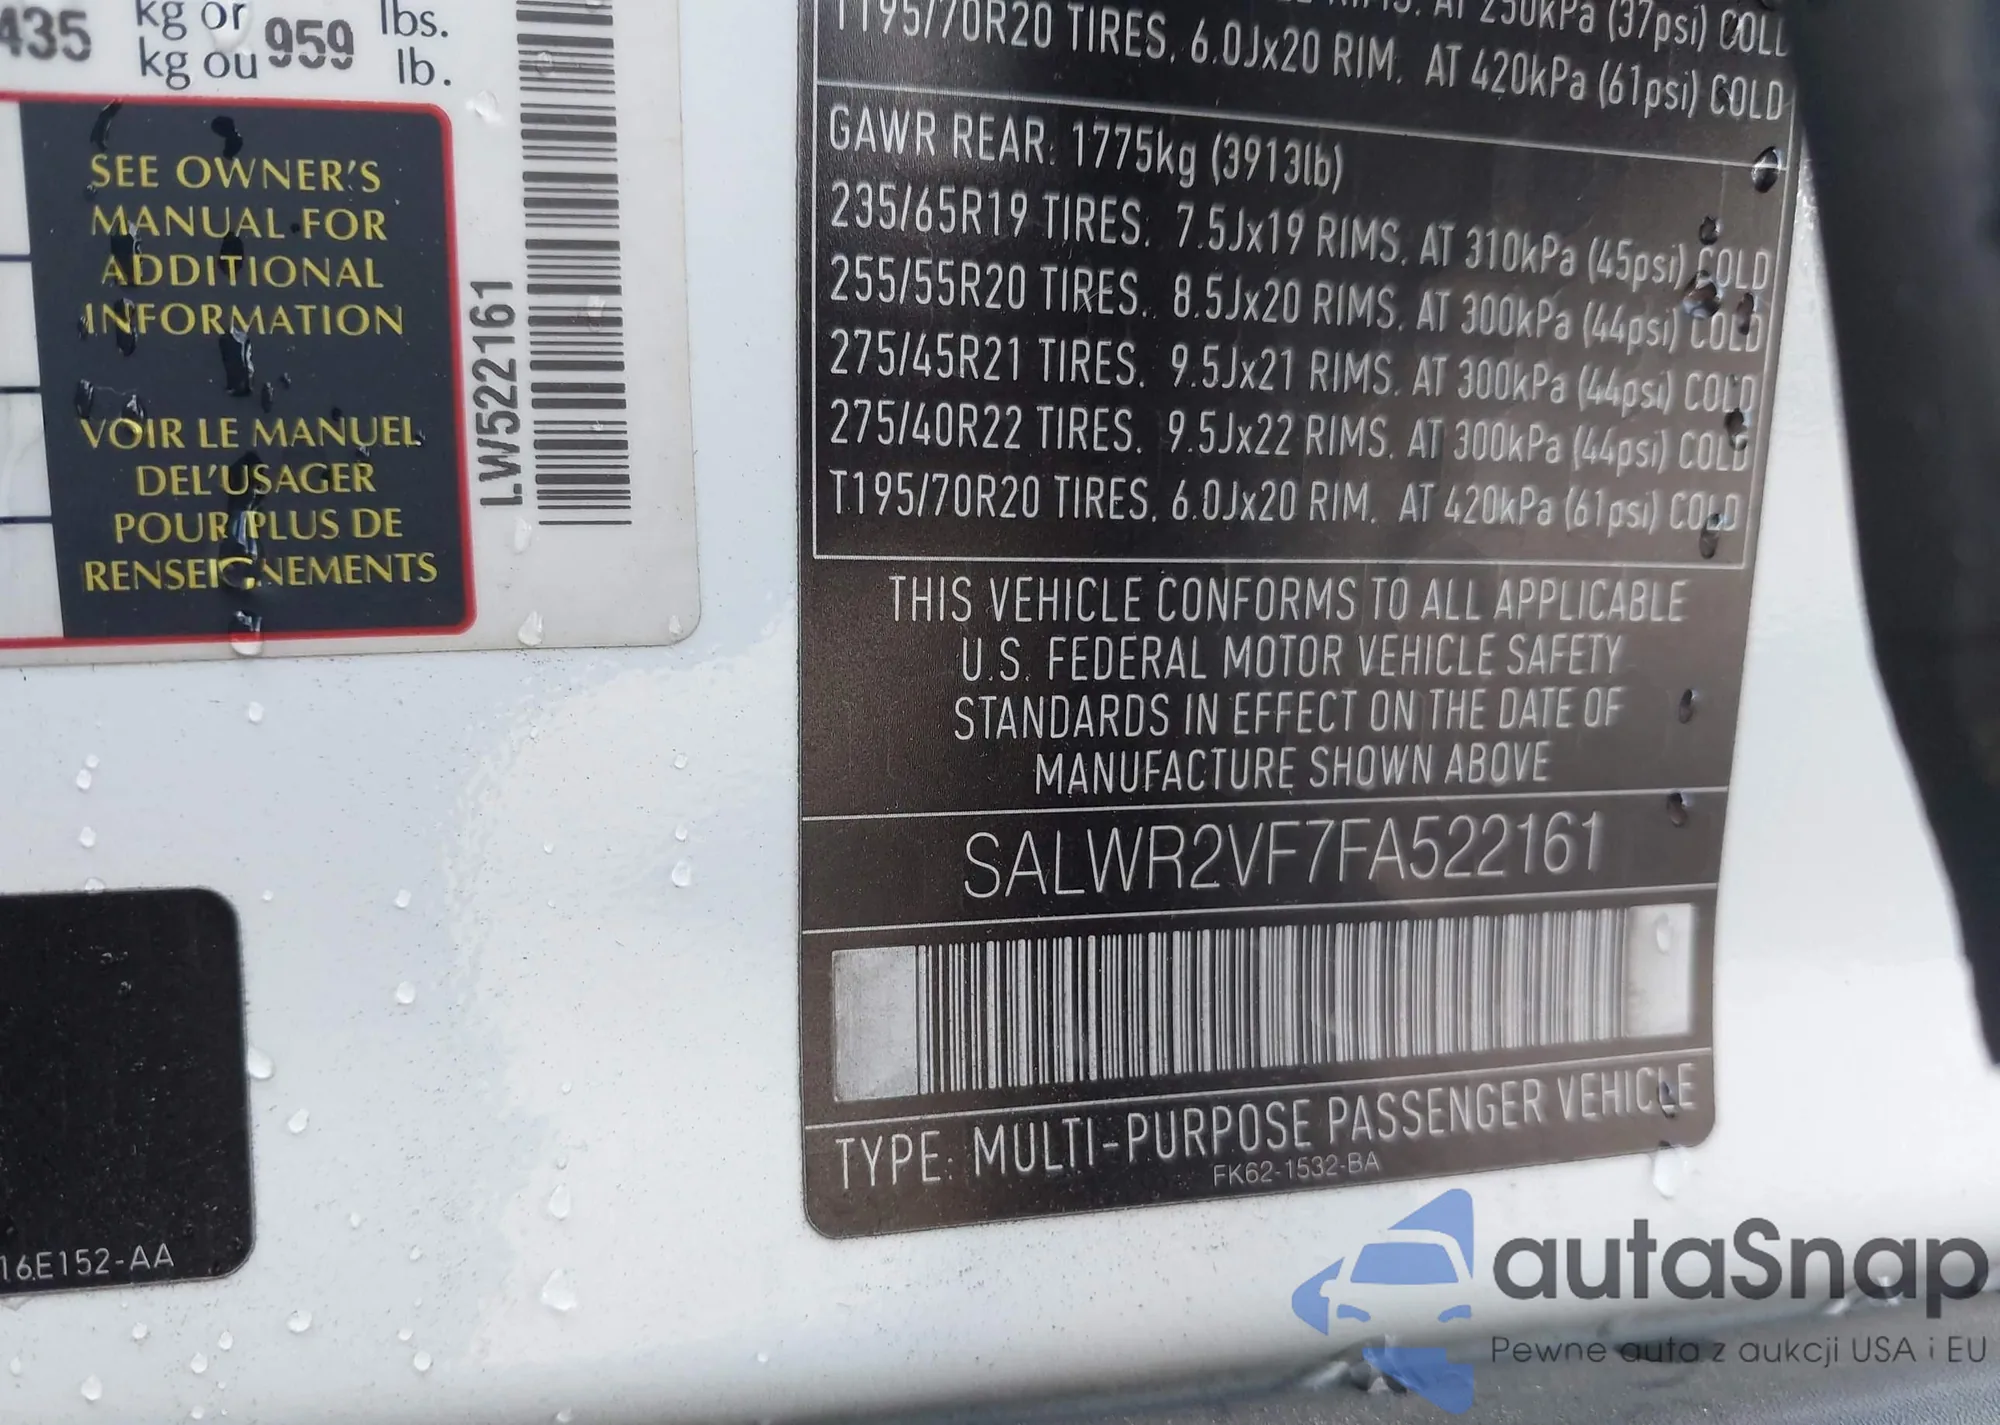 435 kg or 959 lbs.
kg ou lb.
SEE OWNER'S
MANUAL FOR
ADDITIONAL
INFORMATION
VOIR LE MANUEL
DE L'USAGER
POUR PLUS DE
RENSEIGNEMENTS
LW522161
16E152-AA
RIMS. AT 250kPa (37psi) COLD
T195/70R20 TIRES. 6.0Jx20 RIM. AT 420kPa (61psi) COLD
GAWR REAR: 1775kg (3913lb)
235/65R19 TIRES. 7.5Jx19 RIMS. AT 310kPa (45psi) COLD
255/55R20 TIRES. 8.5Jx20 RIMS. AT 300kPa (44psi) COLD
275/45R21 TIRES. 9.5Jx21 RIMS. AT 300kPa (44psi) COLD
275/40R22 TIRES. 9.5Jx22 RIMS. AT 300kPa (44psi) COLD
T195/70R20 TIRES. 6.0Jx20 RIM. AT 420kPa (61psi) COLD
THIS VEHICLE CONFORMS TO ALL APPLICABLE
U.S. FEDERAL MOTOR VEHICLE SAFETY
STANDARDS IN EFFECT ON THE DATE OF
MANUFACTURE SHOWN ABOVE
SALWR2VF7FA522161
TYPE: MULTI-PURPOSE PASSENGER VEHICLE
FK62-1532-BA
autaSnap
Pewne auta z aukcji USA i EU